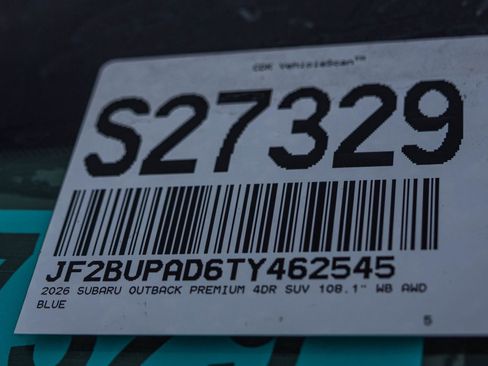 CDK VehicleScan™
S27329
JF2BUPAD6TY462545
2026 SUBARU OUTBACK PREMIUM 4DR SUV 108.1" WB AWD
BLUE
5